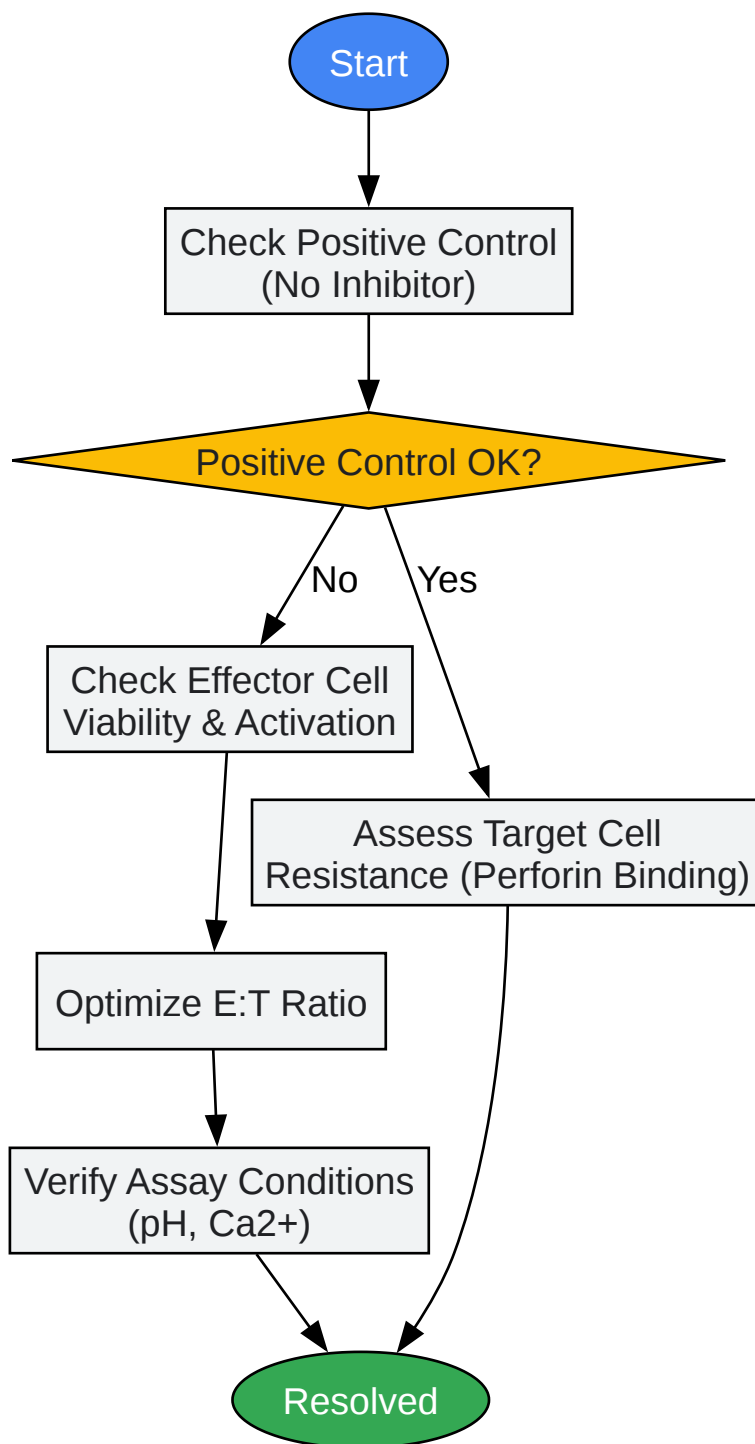 Start
Check Positive Control
(No Inhibitor)
Positive Control OK?
No
Yes
Check Effector Cell
Viability & Activation
Assess Target Cell
Resistance (Perforin Binding)
Optimize E:T Ratio
Verify Assay Conditions
(pH, Ca2+)
Resolved